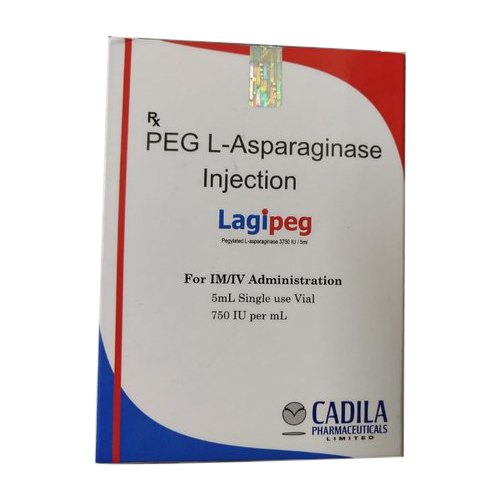 Rx
PEG L-Asparaginase
Injection
Lagipeg
Pegylated L-asparaginase 3750 IU / 5ml
For IM/IV Administration
5mL Single use Vial
750 IU per mL
CADILA
PHARMACEUTICALS
LIMITED